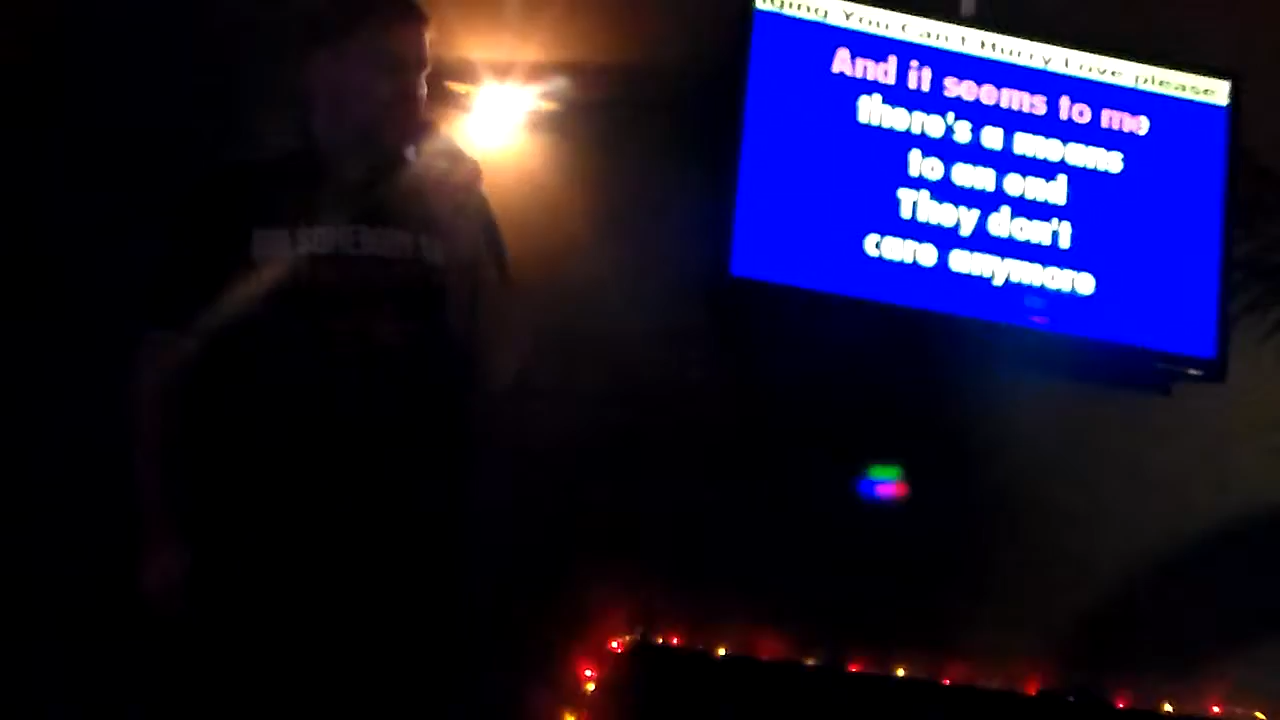 You Can't Hurry Love please
And it seems to me
there's a means
to an end
They don't
care anymore